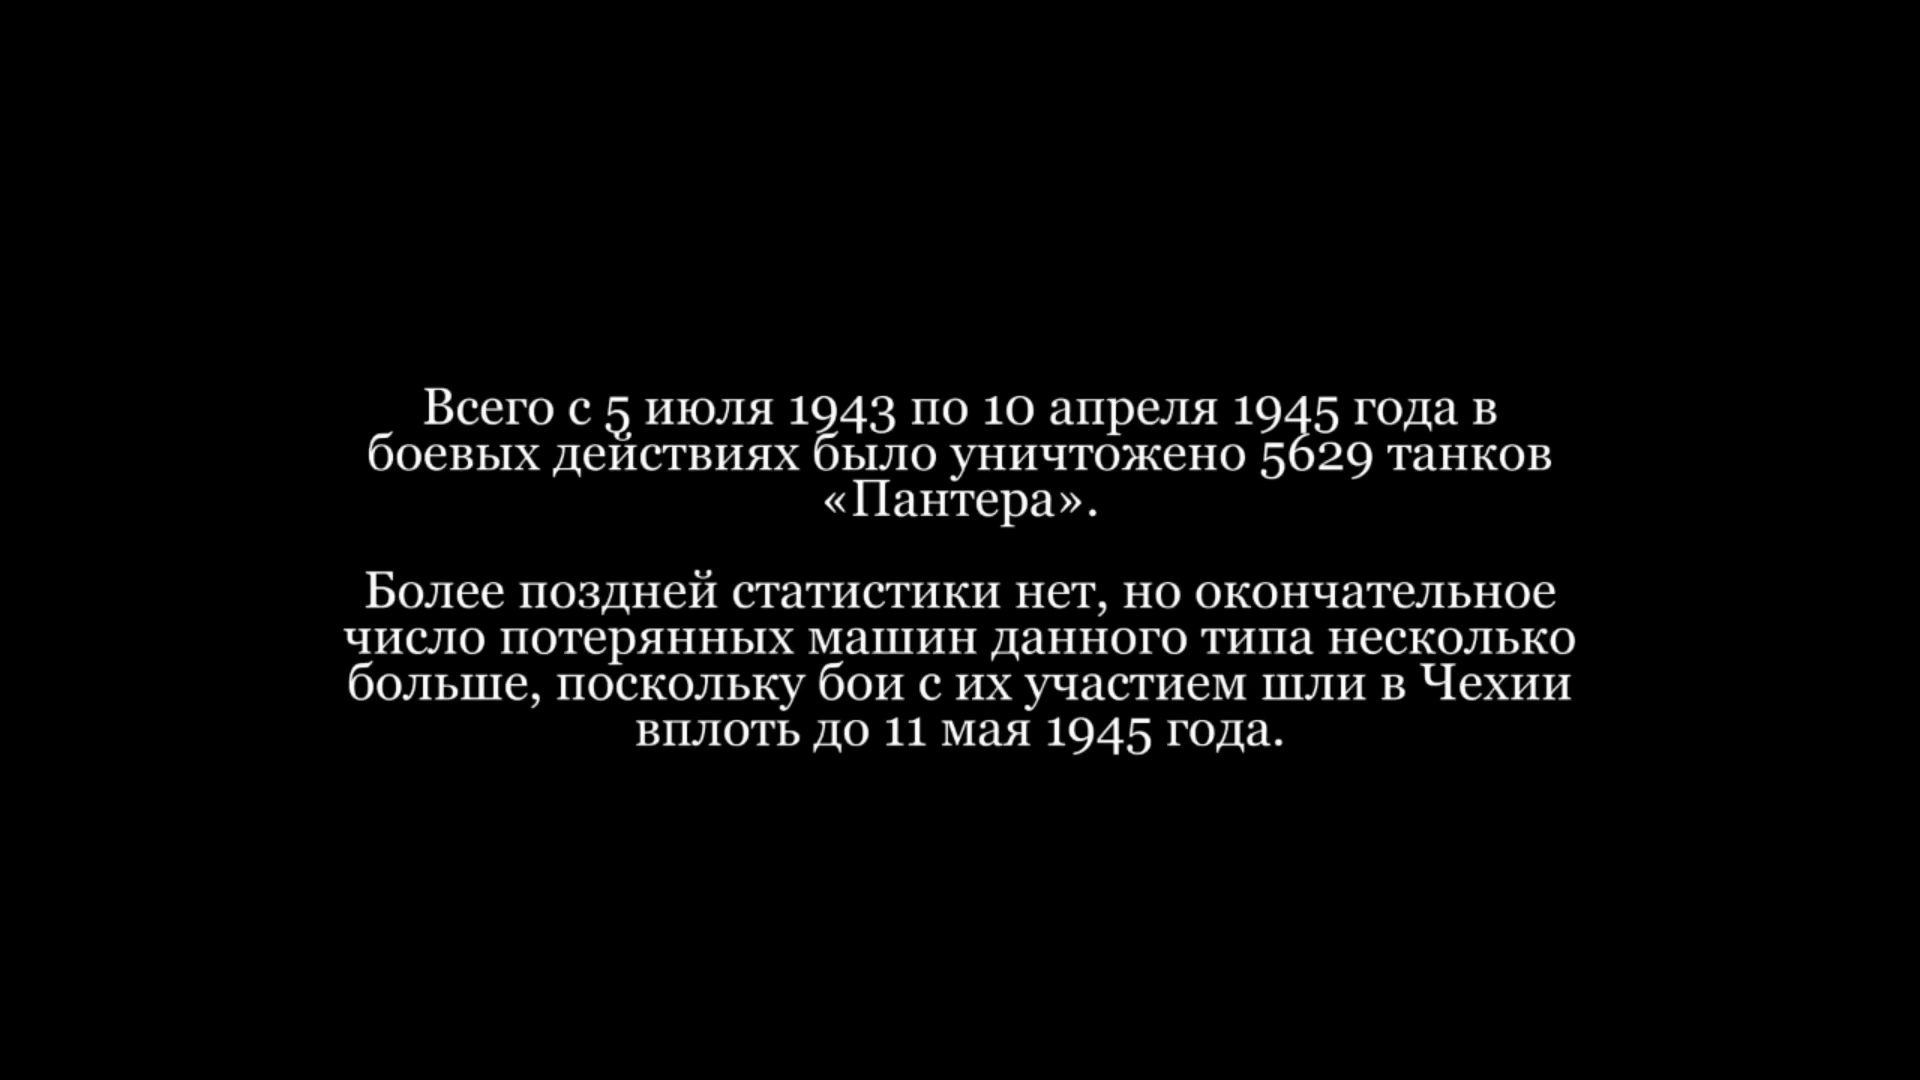 Всего с 5 июля 1943 по 10 апреля 1945 года в
боевых действиях было уничтожено 5629 танков
«Пантера».
Более поздней статистики нет, но окончательное
число потерянных машин данного типа несколько
больше, поскольку бои с их участием шли в Чехии
вплоть до 11 мая 1945 года.